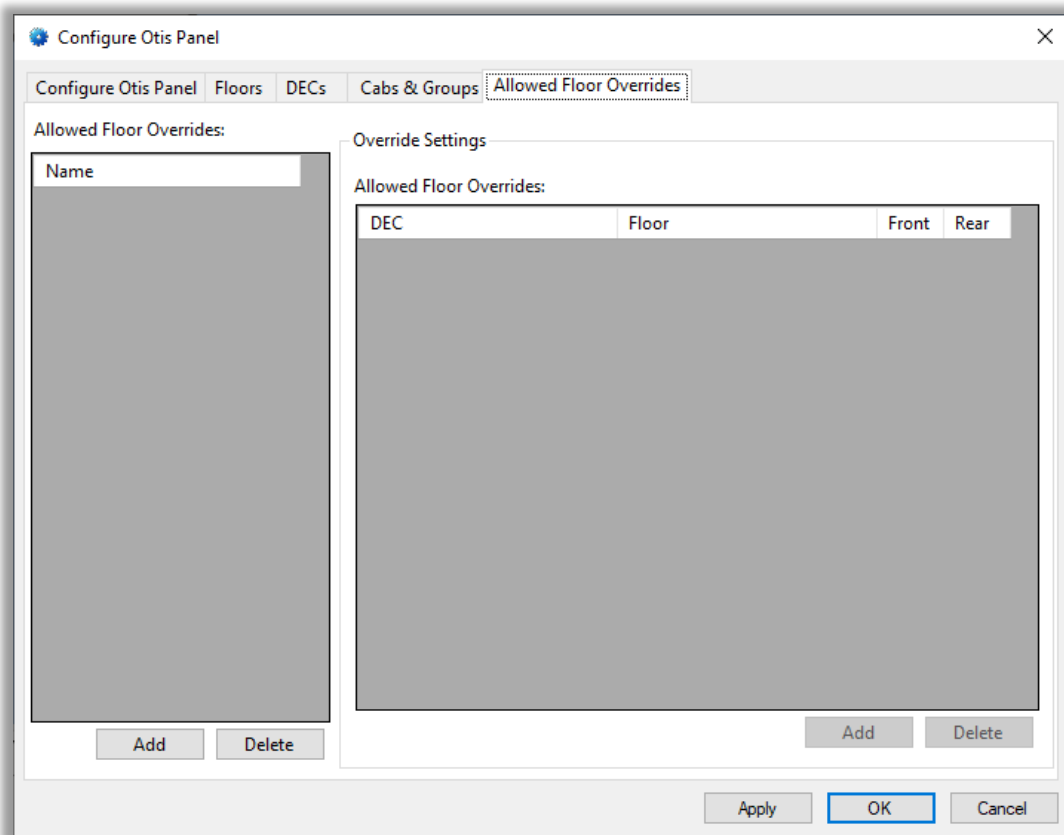 Configure Otis Panel
Configure Otis Panel Floors DECs Cabs & Groups Allowed Floor Overrides
Allowed Floor Overrides:
Name
Add Delete
Override Settings
Allowed Floor Overrides:
DEC Floor Front Rear
Add Delete
Apply OK Cancel